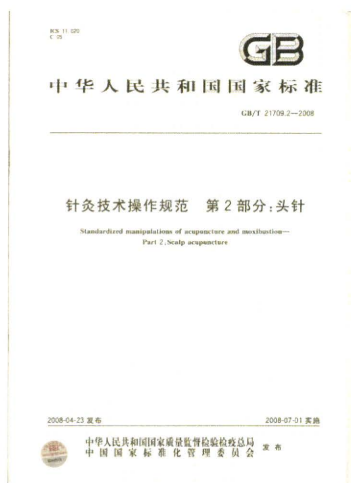 ICS 11.020
C 05
GB
中华人民共和国国家标准
GB/T 21709.2—2008
针灸技术操作规范 第2部分:头针
Standardized manipulations of acupuncture and moxibustion—
Part 2.Scalp acupuncture
2008-04-23 发布
2008-07-01 实施
中华人民共和国国家质量监督检验检疫总局
中国国家标准化管理委员会
发布